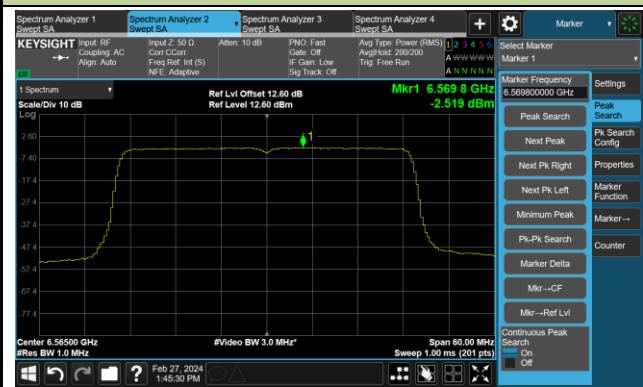 Spectrum Analyzer 1
Swept SA
Spectrum Analyzer 2
Swept SA
Spectrum Analyzer 3
Swept SA
Spectrum Analyzer 4
Swept SA
+
Marker
KEYSIGHT
Input: RF
Coupling: AC
Align: Auto
Input Z: 50 Ω
Corr CCorr
Freq Ref: Int (S)
NFE: Adaptive
Atten: 10 dB
PNO: Fast
Gate: Off
IF Gain: Low
Sig Track: Off
Avg Type: Power (RMS)
Avg|Hold: 200/200
Trig: Free Run
1 2 3 4 5 6
A W W W W W
A N N N N N
Select Marker
Marker 1
1 Spectrum
Scale/Div 10 dB
Log
Ref Lvl Offset 12.60 dB
Ref Level 12.60 dBm
Mkr1 6.569 8 GHz
-2.519 dBm
1
2.60
-7.40
-17.4
-27.4
-37.4
-47.4
-57.4
-67.4
-77.4
Center 6.56500 GHz
#Res BW 1.0 MHz
#Video BW 3.0 MHz*
Span 60.00 MHz
Sweep 1.00 ms (201 pts)
Marker Frequency
6.569800000 GHz
Peak Search
Next Peak
Next Pk Right
Next Pk Left
Minimum Peak
Pk-Pk Search
Marker Delta
Mkr→CF
Mkr→Ref Lvl
Continuous Peak
Search
On
Off
Settings
Peak
Search
Pk Search
Config
Properties
Marker
Function
Marker→
Counter
?
Feb 27, 2024
1:45:30 PM